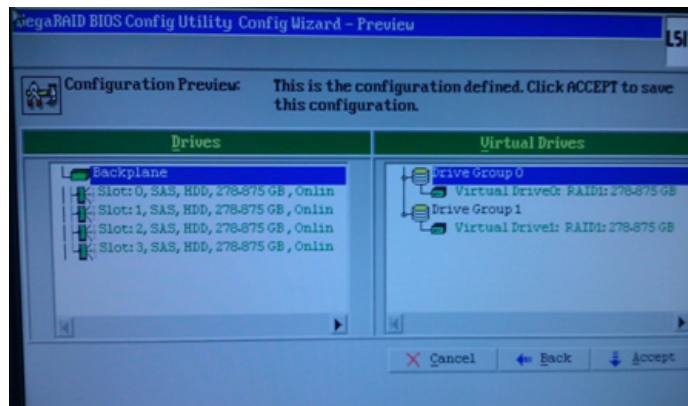 MegaRAID BIOS Config Utility Config Wizard - Preview
LSI
Configuration Preview:
This is the configuration defined. Click ACCEPT to save
this configuration.
Drives
Backplane
Slot: 0, SAS, HDD, 278.875 GB, Onlin
Slot: 1, SAS, HDD, 278.875 GB, Onlin
Slot: 2, SAS, HDD, 278.875 GB, Onlin
Slot: 3, SAS, HDD, 278.875 GB, Onlin
Virtual Drives
Drive Group 0
Virtual Drive0: RAID1: 278.875 GB
Drive Group 1
Virtual Drive1: RAID1: 278.875 GB
Cancel
Back
Accept